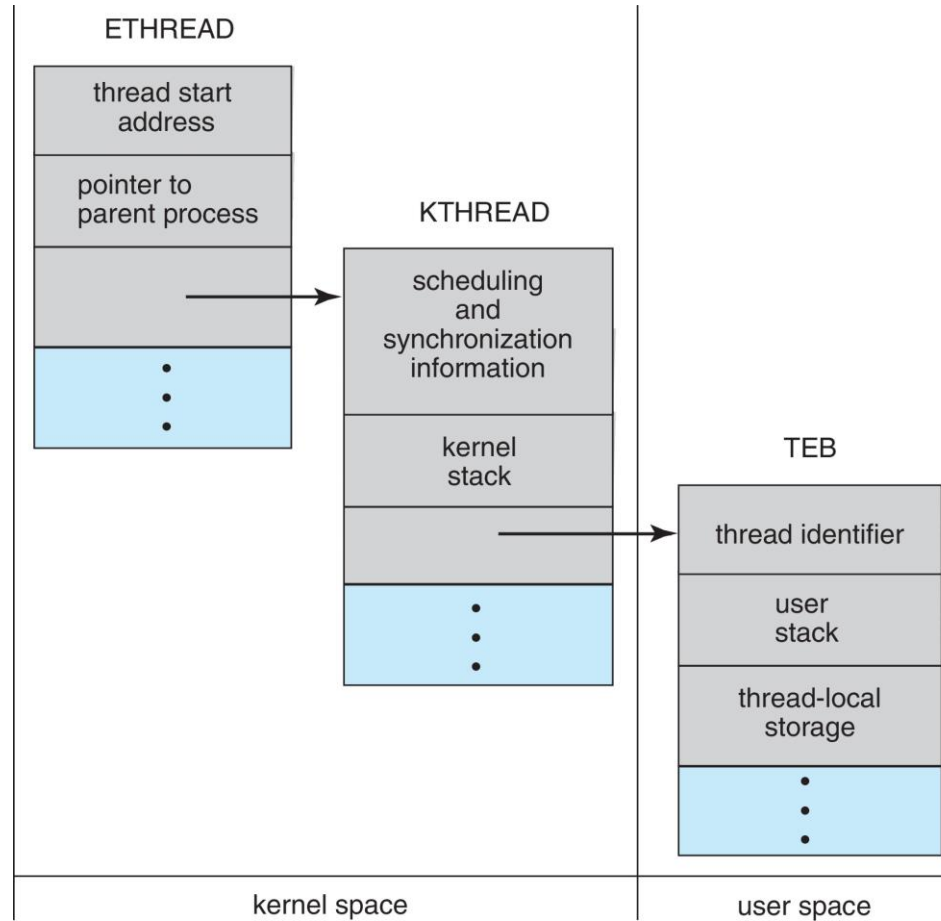 ETHREAD
thread start
address
pointer to
parent process
KTHREAD
scheduling
and
synchronization
information
kernel
stack
TEB
thread identifier
user
stack
thread-local
storage
kernel space
user space